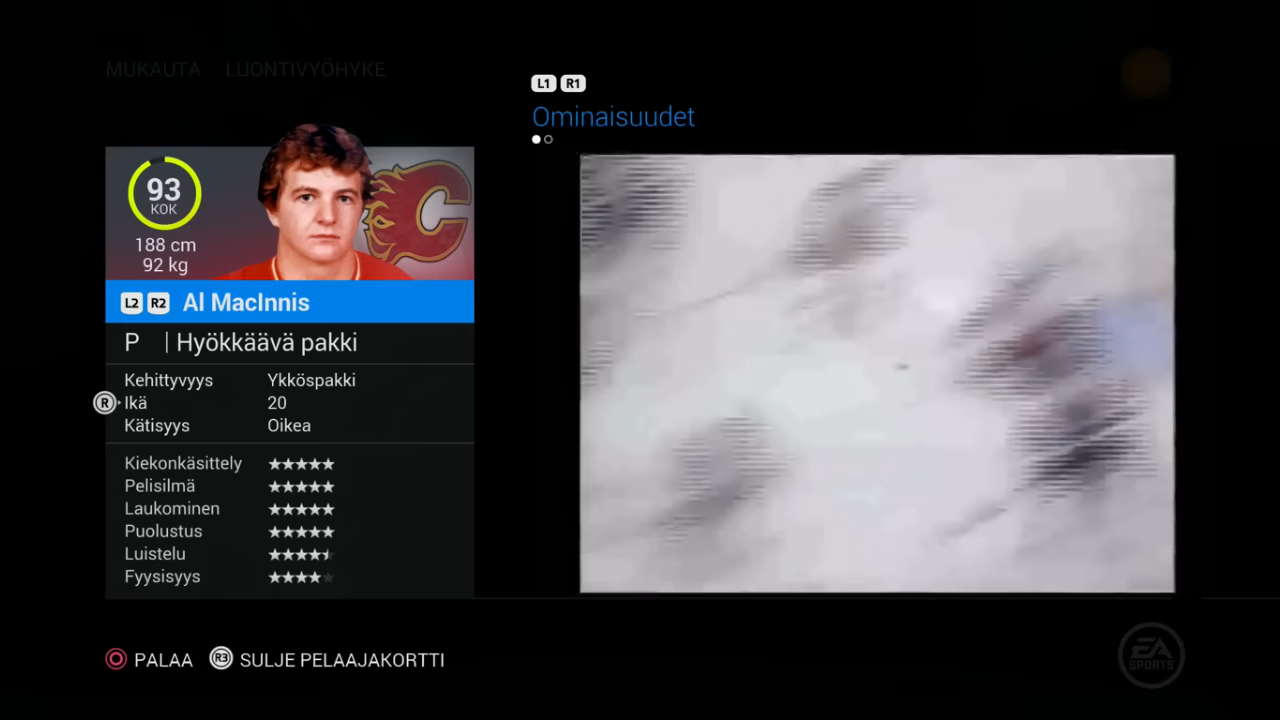 MUKAUTA LUONTIVYÖHYKE
L1 R1
Ominaisuudet
93
KOK
188 cm
92 kg
L2 R2 Al MacInnis
P | Hyökkäävä pakki
Kehittyvyys Ykköspakki
R Ikä 20
Kätisyys Oikea
Kiekonkäsittely ★★★★★
Pelisilmä ★★★★★
Laukominen ★★★★★
Puolustus ★★★★★
Luistelu
Fyysisyys
PALAA R3 SULJE PELAAJAKORTTI
EA
SPORTS